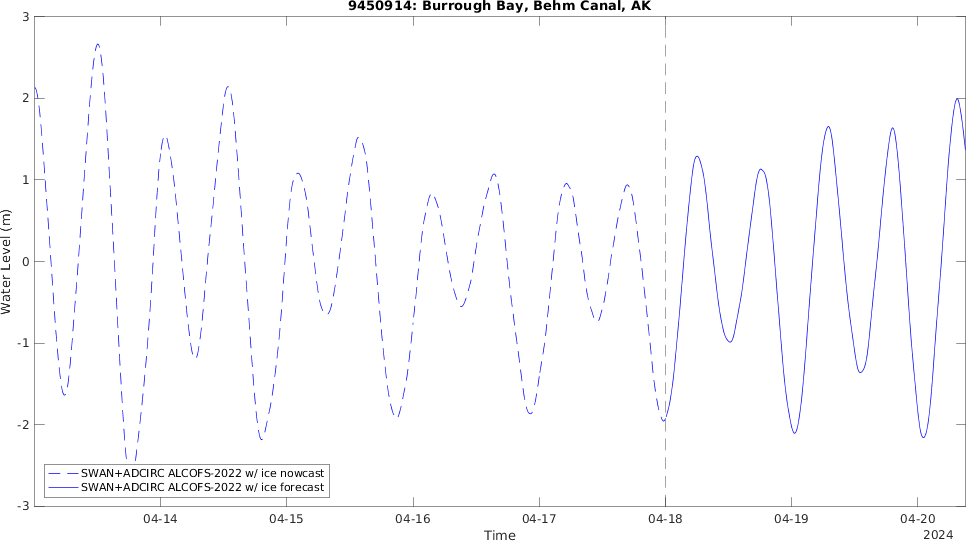 9450914: Burrough Bay, Behm Canal, AK
3
2
1
0
-1
-2
-3
Water Level (m)
SWAN+ADCIRC ALCOFS-2022 w/ ice nowcast
SWAN+ADCIRC ALCOFS-2022 w/ ice forecast
04-14 04-15 04-16 04-17 04-18 04-19 04-20
Time
2024